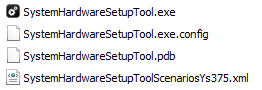 SystemHardwareSetupTool.exe
SystemHardwareSetupTool.exe.config
SystemHardwareSetupTool.pdb
SystemHardwareSetupToolScenariosYs375.xml